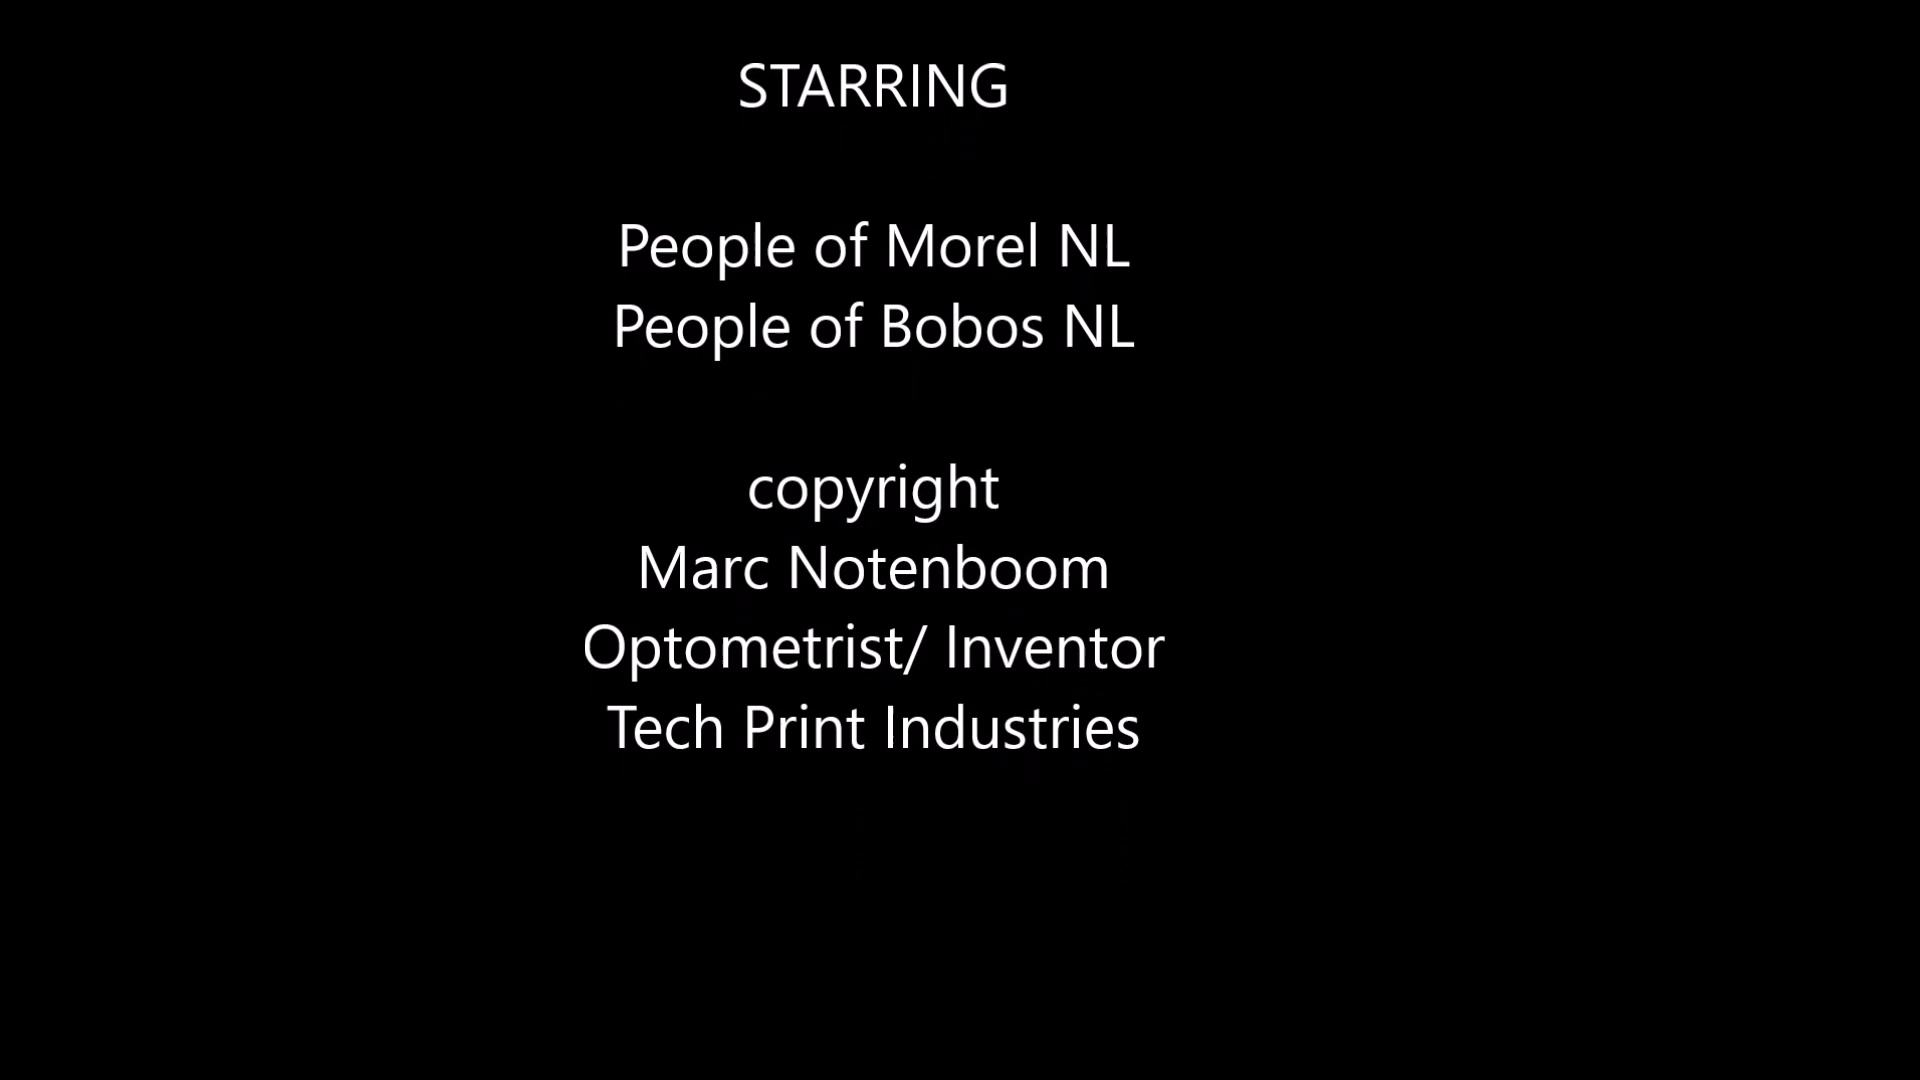 STARRING
People of Morel NL
People of Bobos NL
copyright
Marc Notenboom
Optometrist/ Inventor
Tech Print Industries